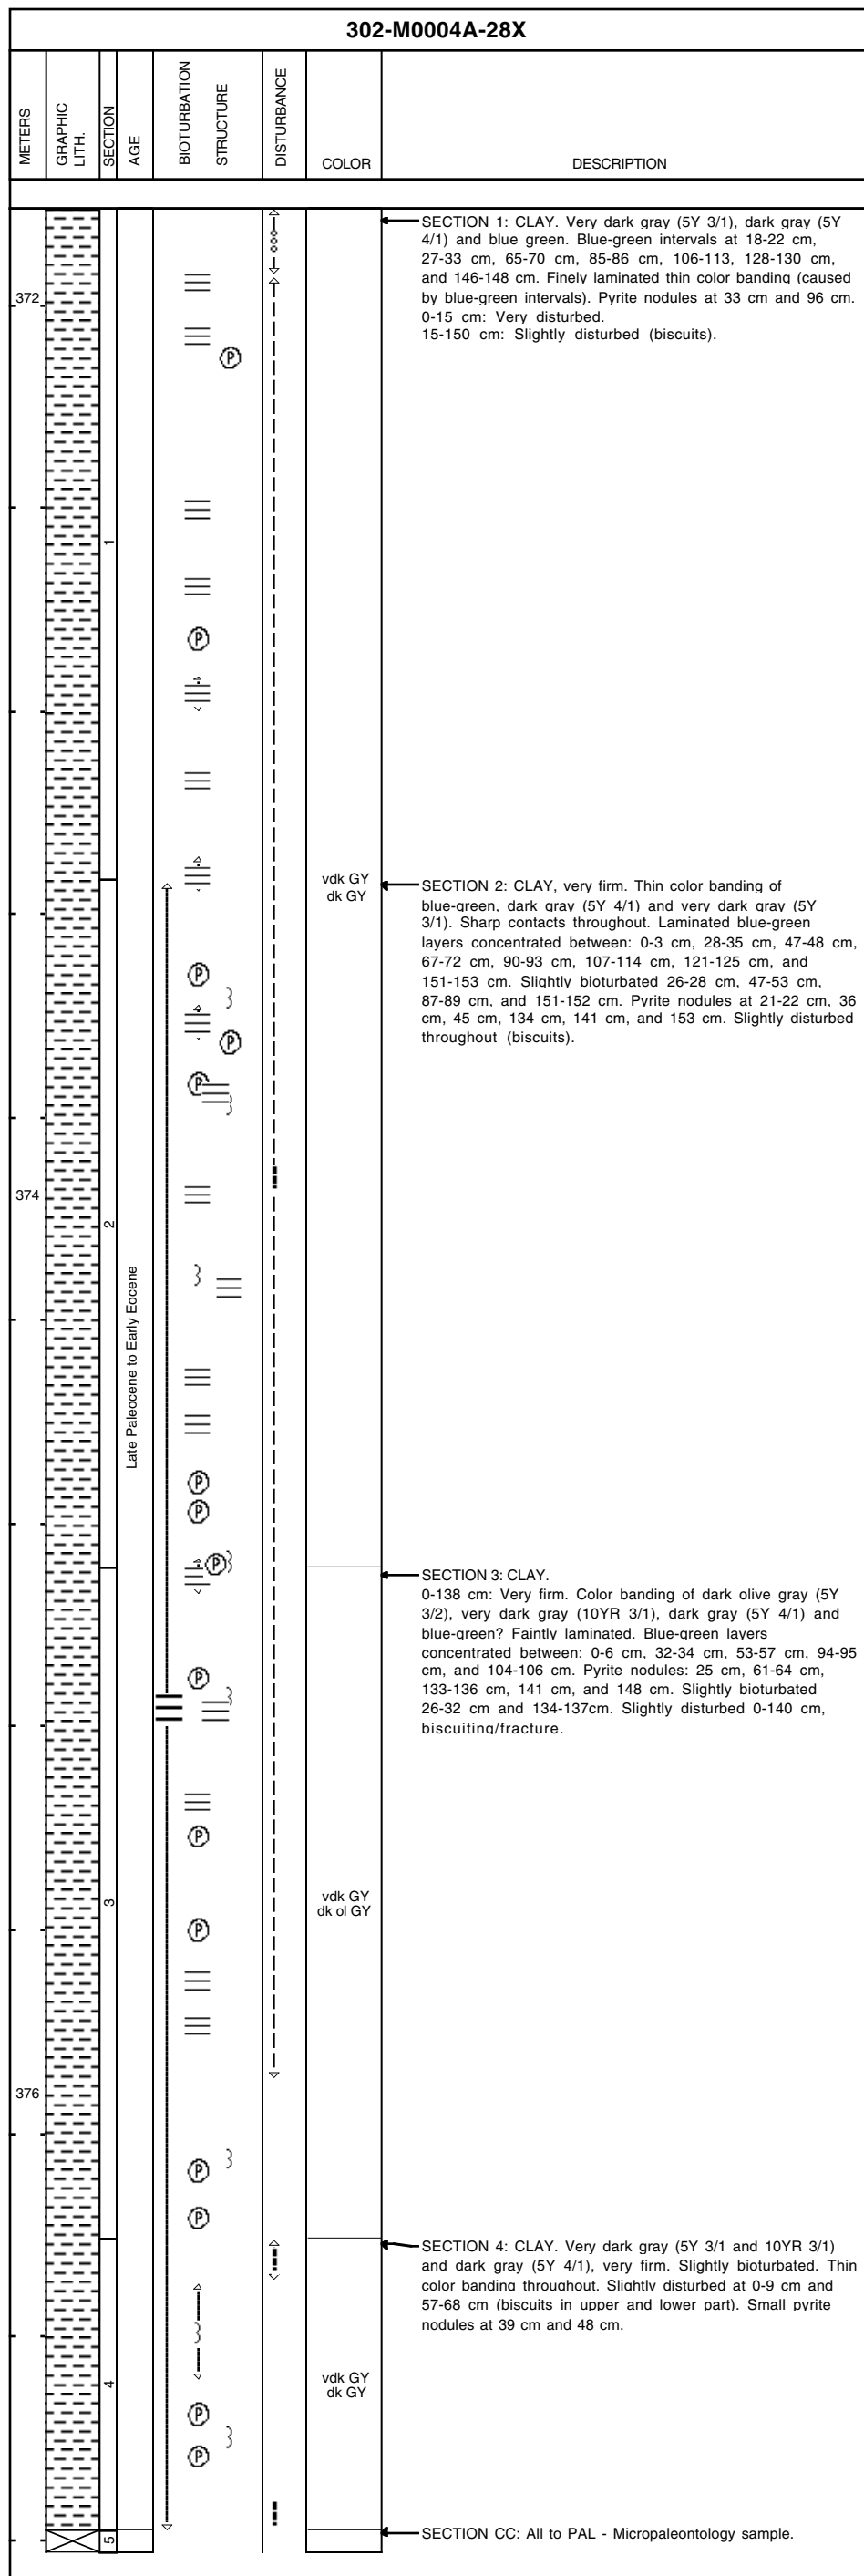 302-M0004A-28X
METERS
GRAPHIC
LITH.
SECTION
AGE
BIOTURBATION
STRUCTURE
DISTURBANCE
COLOR
DESCRIPTION
SECTION 1: CLAY. Very dark gray (5Y 3/1), dark gray (5Y
4/1) and blue green. Blue-green intervals at 18-22 cm,
27-33 cm, 65-70 cm, 85-86 cm, 106-113, 128-130 cm,
and 146-148 cm. Finely laminated thin color banding (caused
by blue-green intervals). Pyrite nodules at 33 cm and 96 cm.
0-15 cm: Very disturbed.
15-150 cm: Slightly disturbed (biscuits).
372
P
1
P
vdk GY
dk GY
SECTION 2: CLAY, very firm. Thin color banding of
blue-green, dark gray (5Y 4/1) and very dark gray (5Y
3/1). Sharp contacts throughout. Laminated blue-green
layers concentrated between: 0-3 cm, 28-35 cm, 47-48 cm,
67-72 cm, 90-93 cm, 107-114 cm, 121-125 cm, and
151-153 cm. Slightly bioturbated 26-28 cm, 47-53 cm,
87-89 cm, and 151-152 cm. Pyrite nodules at 21-22 cm, 36
cm, 45 cm, 134 cm, 141 cm, and 153 cm. Slightly disturbed
throughout (biscuits).
P
P
P
374
2
Late Paleocene to Early Eocene
P
P
P
SECTION 3: CLAY.
0-138 cm: Very firm. Color banding of dark olive gray (5Y
3/2), very dark gray (10YR 3/1), dark gray (5Y 4/1) and
blue-green? Faintly laminated. Blue-green layers
concentrated between: 0-6 cm, 32-34 cm, 53-57 cm, 94-95
cm, and 104-106 cm. Pyrite nodules: 25 cm, 61-64 cm,
133-136 cm, 141 cm, and 148 cm. Slightly bioturbated
26-32 cm and 134-137cm. Slightly disturbed 0-140 cm,
biscuiting/fracture.
P
P
3
vdk GY
dk ol GY
P
376
P
P
SECTION 4: CLAY. Very dark gray (5Y 3/1 and 10YR 3/1)
and dark gray (5Y 4/1), very firm. Slightly bioturbated. Thin
color banding throughout. Slightly disturbed at 0-9 cm and
57-68 cm (biscuits in upper and lower part). Small pyrite
nodules at 39 cm and 48 cm.
4
vdk GY
dk GY
P
P
5
SECTION CC: All to PAL - Micropaleontology sample.